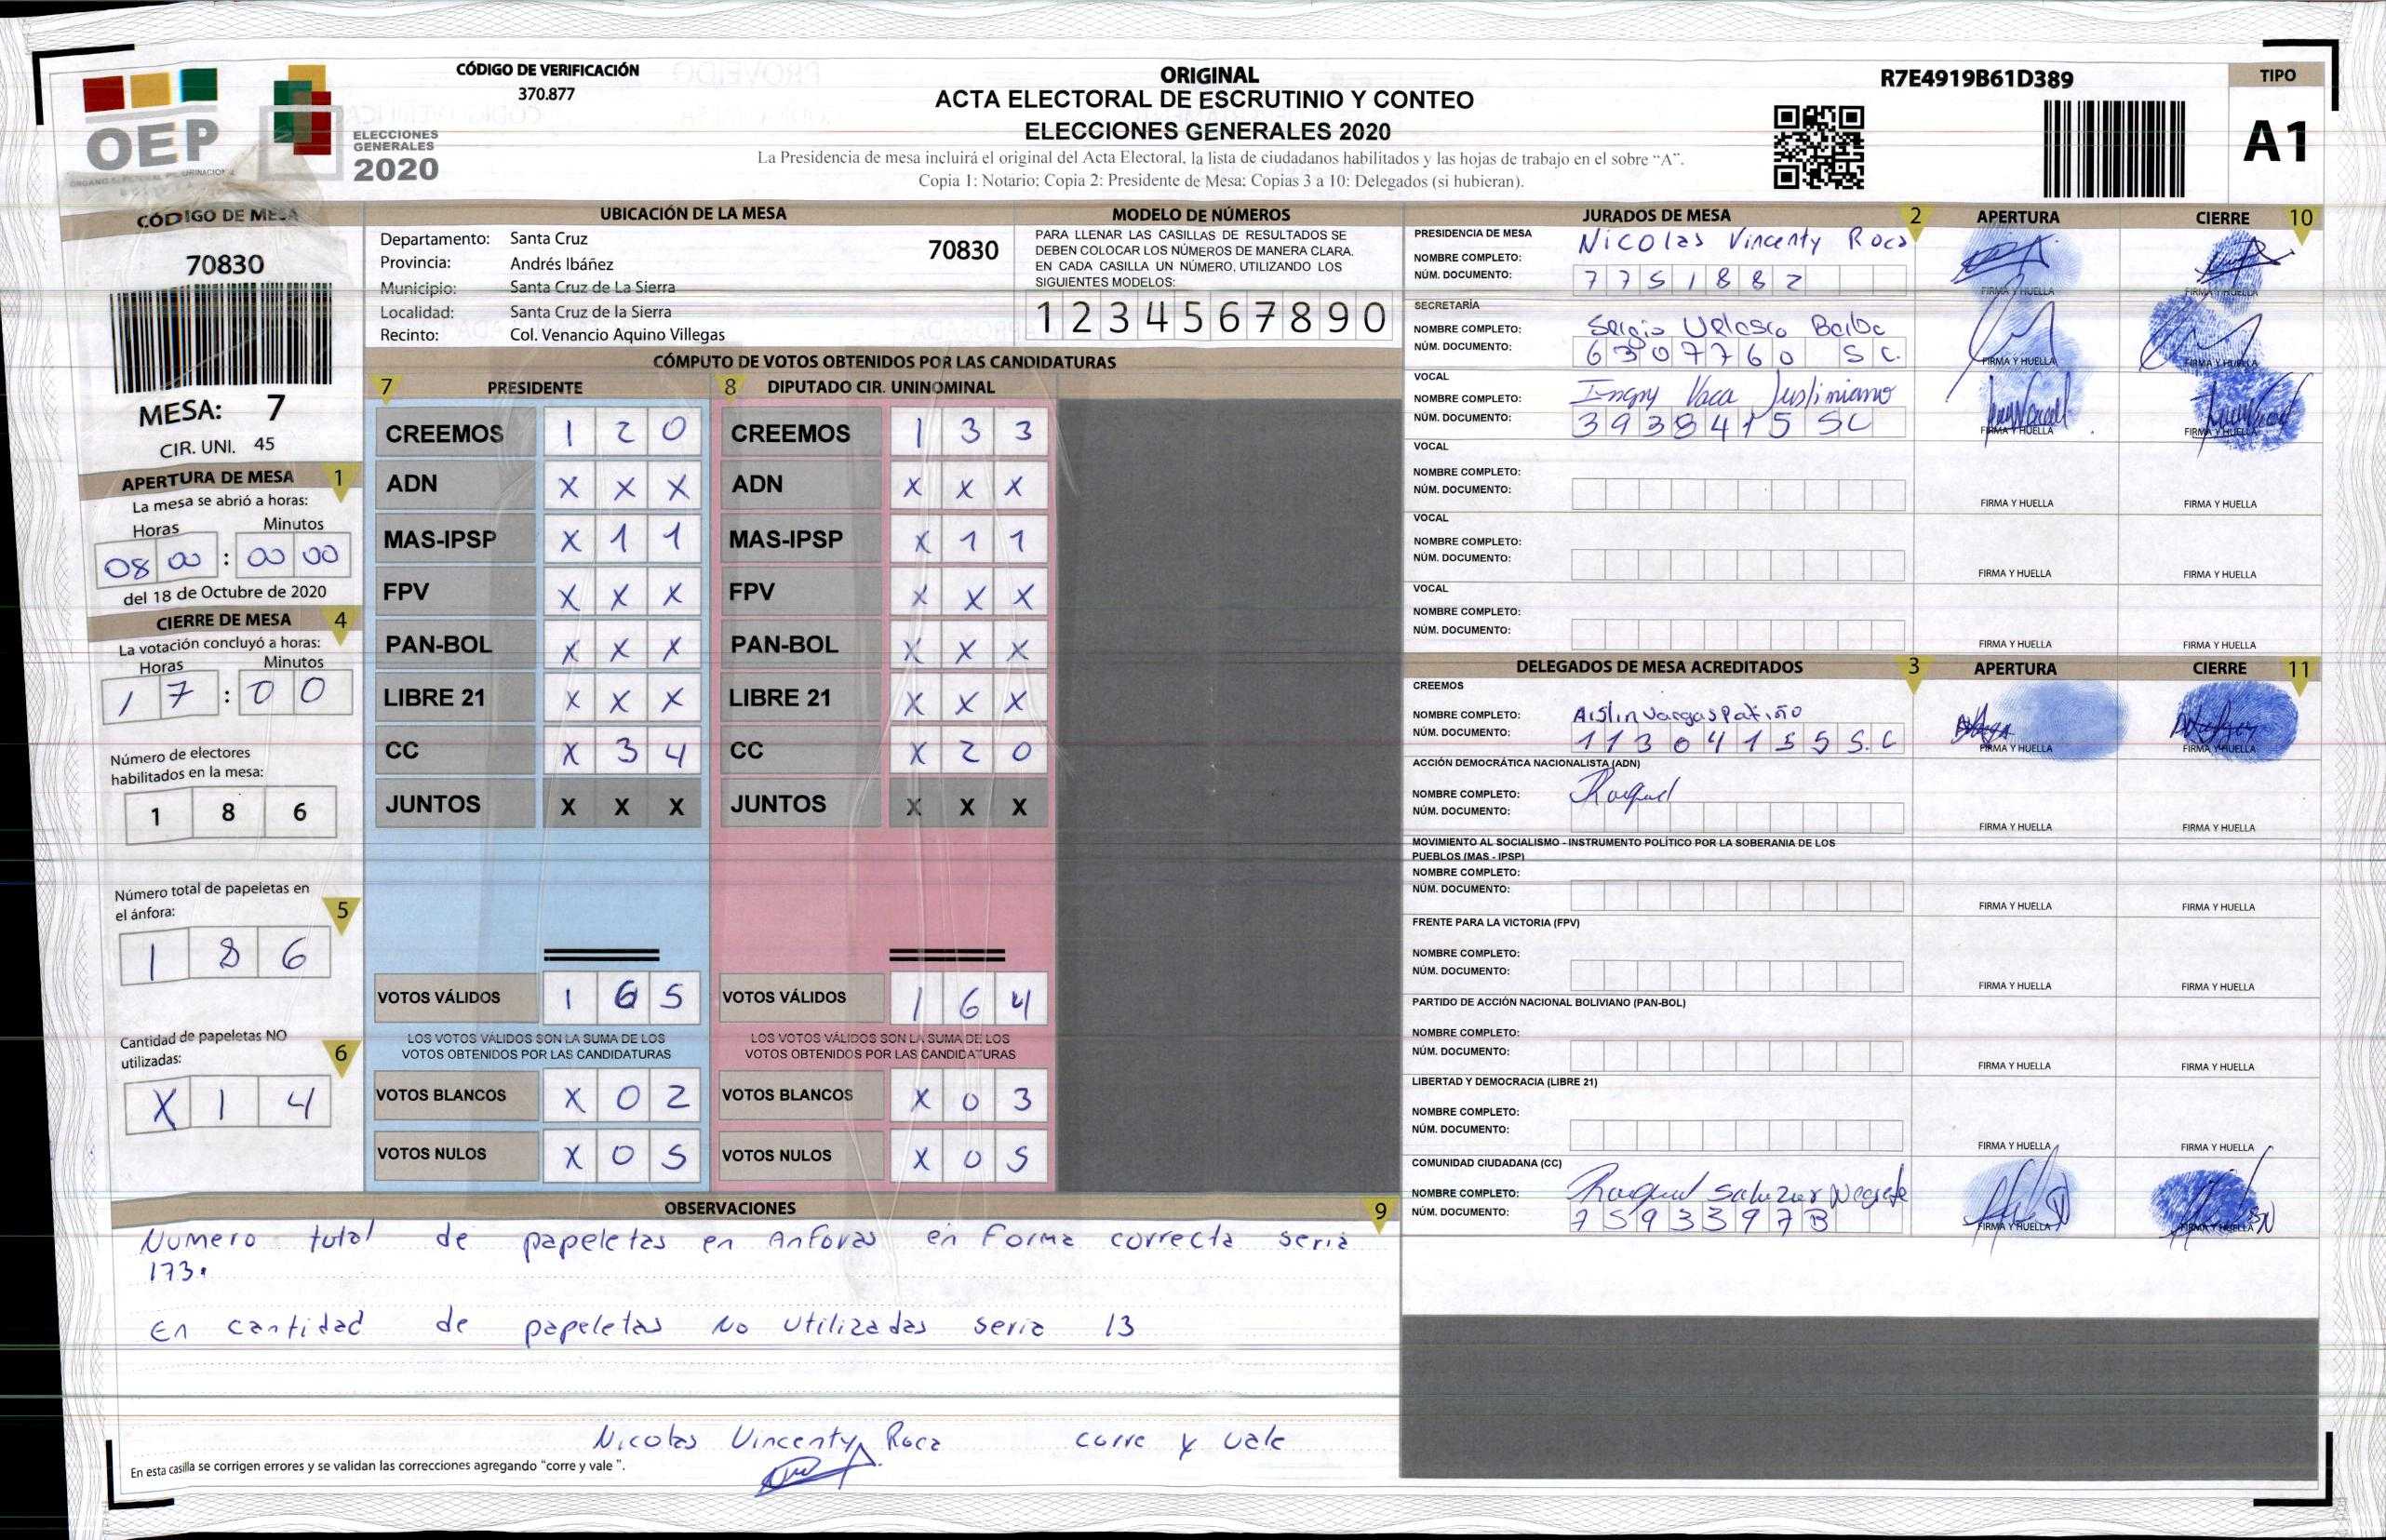 CÓDIGO DE VERIFICACIÓN
370.877
OEP
ELECCIONES
GENERALES
2020
ORIGINAL
ACTA ELECTORAL DE ESCRUTINIO Y CONTEO
ELECCIONES GENERALES 2020
La Presidencia de mesa incluirá el original del Acta Electoral, la lista de ciudadanos habilitados y las hojas de trabajo en el sobre “A”.
Copia 1: Notario; Copia 2: Presidente de Mesa; Copias 3 a 10: Delegados (si hubieran).
R7E4919B61D389
TIPO
A1
CÓDIGO DE MESA
70830
MESA: 7
CIR. UNI. 45
APERTURA DE MESA 1
La mesa se abrió a horas:
Horas Minutos
08 00 : 00 00
del 18 de Octubre de 2020
CIERRE DE MESA 4
La votación concluyó a horas:
Horas Minutos
1 7 : 0 0
Número de electores
habilitados en la mesa:
1 8 6
Número total de papeletas en
el ánfora: 5
1 8 6
Cantidad de papeletas NO
utilizadas: 6
X 1 4
UBICACIÓN DE LA MESA
Departamento: Santa Cruz 70830
Provincia: Andrés Ibáñez
Municipio: Santa Cruz de La Sierra
Localidad: Santa Cruz de la Sierra
Recinto: Col. Venancio Aquino Villegas
MODELO DE NÚMEROS
PARA LLENAR LAS CASILLAS DE RESULTADOS SE
DEBEN COLOCAR LOS NÚMEROS DE MANERA CLARA.
EN CADA CASILLA UN NÚMERO, UTILIZANDO LOS
SIGUIENTES MODELOS:
1 2 3 4 5 6 7 8 9 0
CÓMPUTO DE VOTOS OBTENIDOS POR LAS CANDIDATURAS
7 PRESIDENTE 8 DIPUTADO CIR. UNINOMINAL
CREEMOS 1 2 0 CREEMOS 1 3 3
ADN X X X ADN X X X
MAS-IPSP X 1 1 MAS-IPSP X 1 1
FPV X X X FPV X X X
PAN-BOL X X X PAN-BOL X X X
LIBRE 21 X X X LIBRE 21 X X X
CC X 3 4 CC X 2 0
JUNTOS X X X JUNTOS X X X
VOTOS VÁLIDOS 1 6 5 VOTOS VÁLIDOS 1 6 4
LOS VOTOS VÁLIDOS SON LA SUMA DE LOS LOS VOTOS VÁLIDOS SON LA SUMA DE LOS
VOTOS OBTENIDOS POR LAS CANDIDATURAS VOTOS OBTENIDOS POR LAS CANDIDATURAS
VOTOS BLANCOS X 0 2 VOTOS BLANCOS X 0 3
VOTOS NULOS X 0 5 VOTOS NULOS X 0 5
OBSERVACIONES 9
Numero total de papeletas en Anforas en Forma correcta seria
173.
En cantidad de papeletas No Utilizadas seria 13
Nicolas Vincenty Roca corre y vale
En esta casilla se corrigen errores y se validan las correcciones agregando “corre y vale ”.
JURADOS DE MESA 2 APERTURA CIERRE 10
PRESIDENCIA DE MESA
NOMBRE COMPLETO: Nicolas Vincenty Roca
NÚM. DOCUMENTO: 7 7 5 1 8 8 2
FIRMA Y HUELLA FIRMA Y HUELLA
SECRETARÍA
NOMBRE COMPLETO: Sergio Velasco Barba
NÚM. DOCUMENTO: 6 3 0 7 7 6 0 S C.
FIRMA Y HUELLA FIRMA Y HUELLA
VOCAL
NOMBRE COMPLETO: Vaca Justiniano
NÚM. DOCUMENTO: 3 9 3 8 4 1 5 SC
FIRMA Y HUELLA FIRMA Y HUELLA
VOCAL
NOMBRE COMPLETO:
NÚM. DOCUMENTO:
FIRMA Y HUELLA FIRMA Y HUELLA
VOCAL
NOMBRE COMPLETO:
NÚM. DOCUMENTO:
FIRMA Y HUELLA FIRMA Y HUELLA
VOCAL
NOMBRE COMPLETO:
NÚM. DOCUMENTO:
FIRMA Y HUELLA FIRMA Y HUELLA
DELEGADOS DE MESA ACREDITADOS 3 APERTURA CIERRE 11
CREEMOS
NOMBRE COMPLETO: Aislin Vargas Patiño
NÚM. DOCUMENTO: 1 1 3 0 4 1 5 5 S. C
FIRMA Y HUELLA FIRMA Y HUELLA
ACCIÓN DEMOCRÁTICA NACIONALISTA (ADN)
NOMBRE COMPLETO: Raquel
NÚM. DOCUMENTO:
FIRMA Y HUELLA FIRMA Y HUELLA
MOVIMIENTO AL SOCIALISMO - INSTRUMENTO POLÍTICO POR LA SOBERANIA DE LOS
PUEBLOS (MAS - IPSP)
NOMBRE COMPLETO:
NÚM. DOCUMENTO:
FIRMA Y HUELLA FIRMA Y HUELLA
FRENTE PARA LA VICTORIA (FPV)
NOMBRE COMPLETO:
NÚM. DOCUMENTO:
FIRMA Y HUELLA FIRMA Y HUELLA
PARTIDO DE ACCIÓN NACIONAL BOLIVIANO (PAN-BOL)
NOMBRE COMPLETO:
NÚM. DOCUMENTO:
FIRMA Y HUELLA FIRMA Y HUELLA
LIBERTAD Y DEMOCRACIA (LIBRE 21)
NOMBRE COMPLETO:
NÚM. DOCUMENTO:
FIRMA Y HUELLA FIRMA Y HUELLA
COMUNIDAD CIUDADANA (CC)
NOMBRE COMPLETO: Raquel Salazar Negrete
NÚM. DOCUMENTO: 7 5 9 3 3 9 7 B
FIRMA Y HUELLA FIRMA Y HUELLA